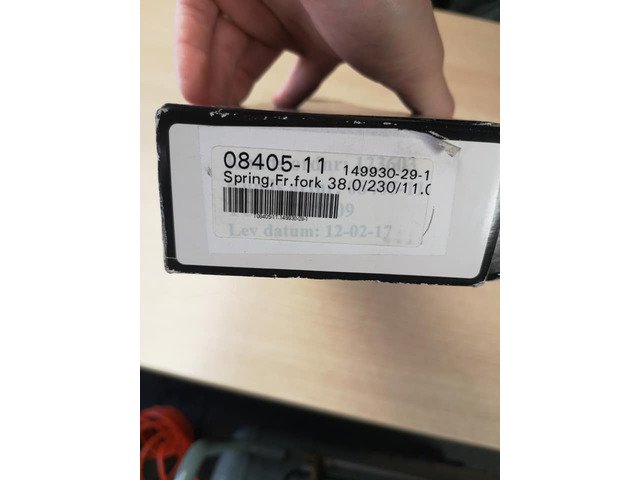 08405-11 149930-29-1
Spring,Fr.fork 38.0/230/11.0
Lev datum: 12-02-17